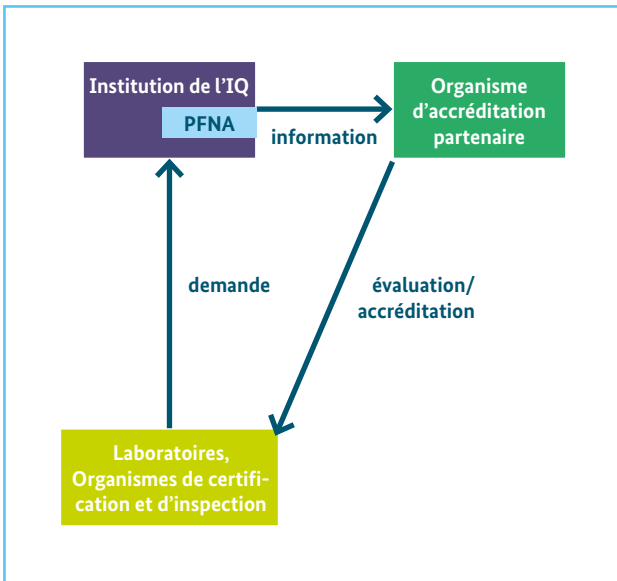 Institution de l'IQ
PFNA
information
Organisme
d'accréditation
partenaire
demande
évaluation/
accréditation
Laboratoires,
Organismes de certifi-
cation et d'inspection